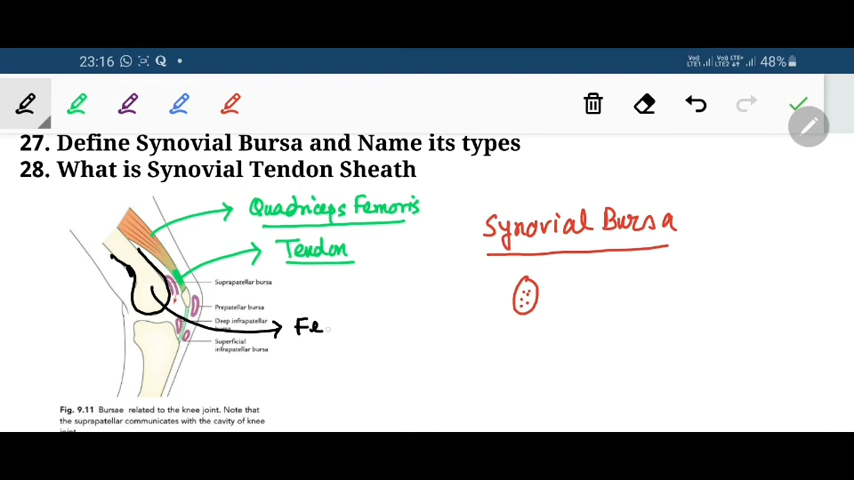 23:16
48%
27. Define Synovial Bursa and Name its types
28. What is Synovial Tendon Sheath
Quadriceps Femoris
Tendon
Synovial Bursa
Suprapatellar bursa
Prepatellar bursa
Deep infrapatellar
bursa
Fe
Superficial
infrapatellar bursa
Fig. 9.11 Bursae related to the knee joint. Note that
the suprapatellar communicates with the cavity of knee